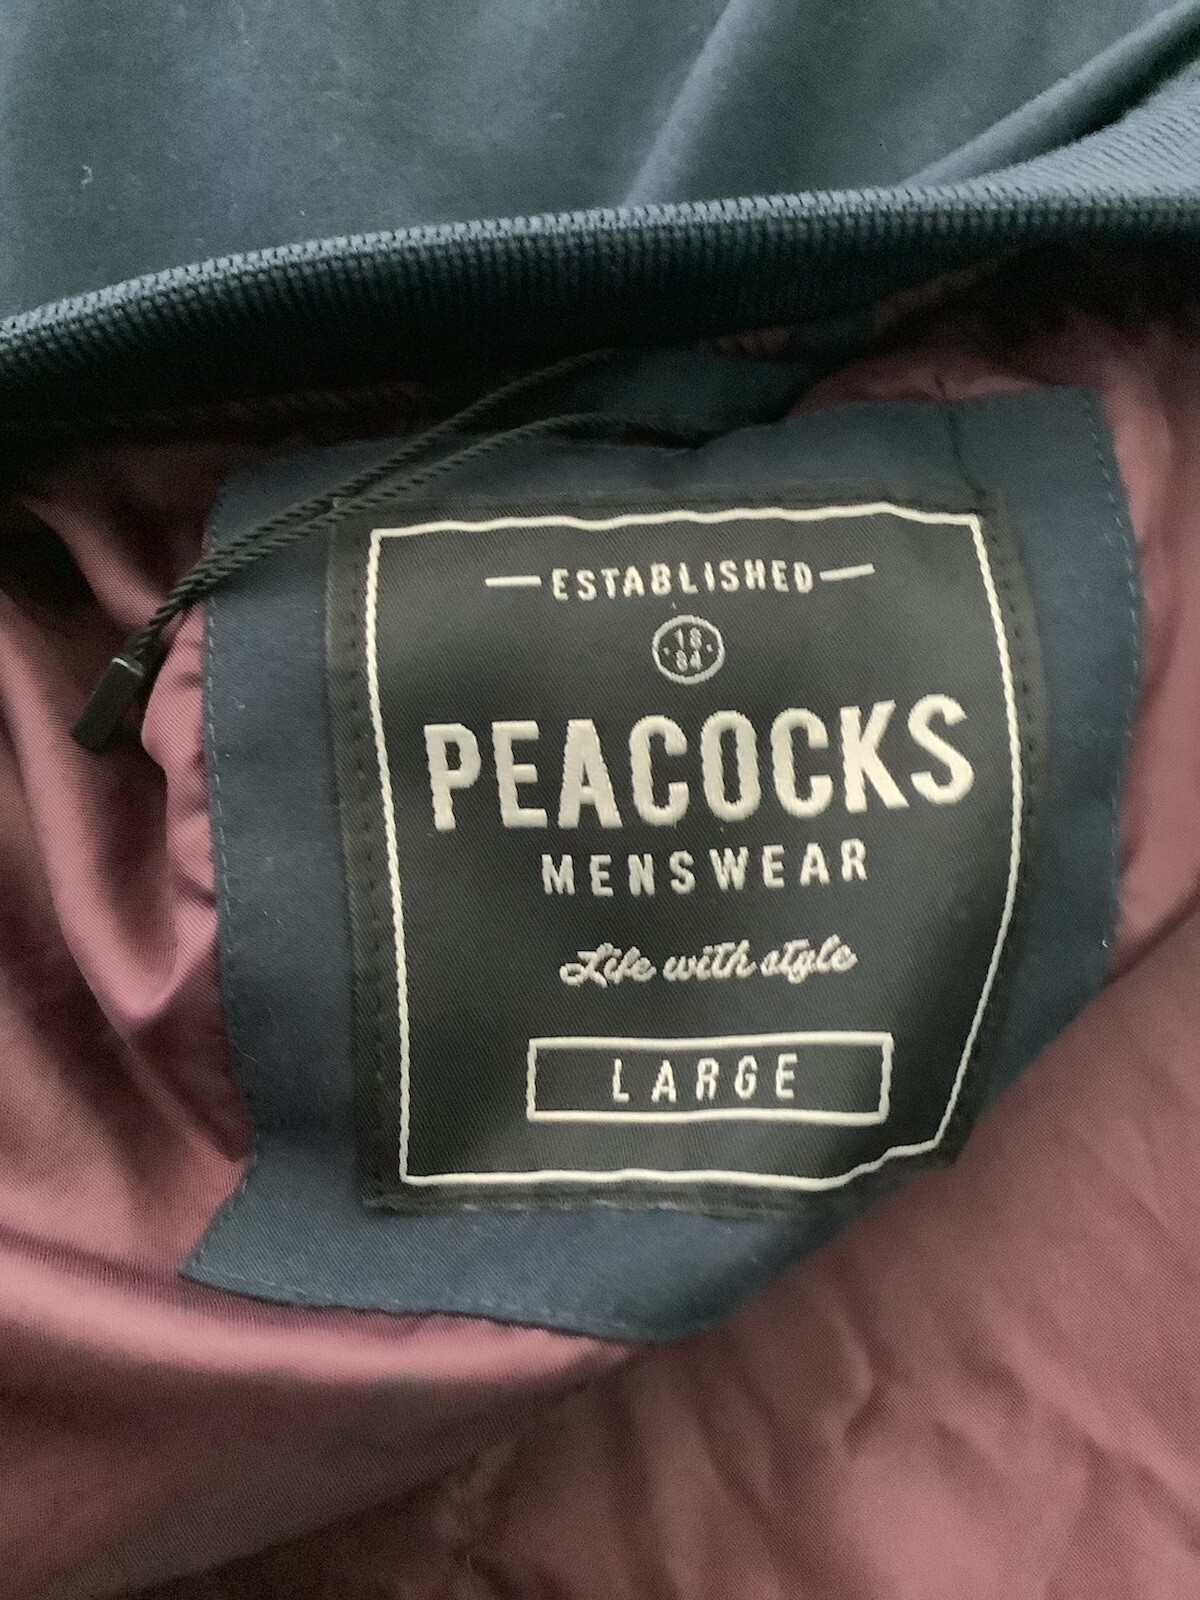 ESTABLISHED
18
84
PEACOCKS
MENSWEAR
Life with style
LARGE